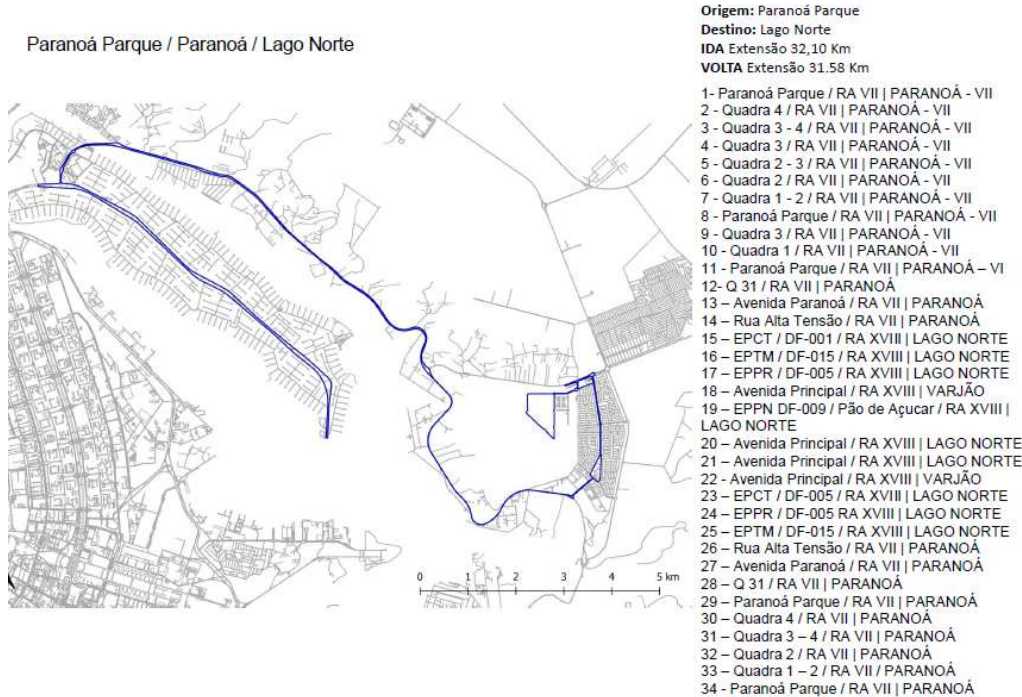 Paranoá Parque / Paranoá / Lago Norte
Origem: Paranoá Parque
Destino: Lago Norte
IDA Extensão 32,10 Km
VOLTA Extensão 31.58 Km
1- Paranoá Parque / RA VII | PARANOÁ - VII
2 - Quadra 4 / RA VII | PARANOÁ - VII
3 - Quadra 3 - 4 / RA VII | PARANOÁ - VII
4 - Quadra 3 / RA VII | PARANOÁ - VII
5 - Quadra 2 - 3 / RA VII | PARANOÁ - VII
6 - Quadra 2 / RA VII | PARANOÁ - VII
7 - Quadra 1 - 2 / RA VII | PARANOÁ - VII
8 - Paranoá Parque / RA VII | PARANOÁ - VII
9 - Quadra 3 / RA VII | PARANOÁ - VII
10 - Quadra 1 / RA VII | PARANOÁ - VII
11 - Paranoá Parque / RA VII | PARANOÁ – VI
12- Q 31 / RA VII | PARANOÁ
13 – Avenida Paranoá / RA VII | PARANOÁ
14 – Rua Alta Tensão / RA VII | PARANOÁ
15 – EPCT / DF-001 / RA XVIII | LAGO NORTE
16 – EPTM / DF-015 / RA XVIII | LAGO NORTE
17 – EPPR / DF-005 / RA XVIII | LAGO NORTE
18 – Avenida Principal / RA XVIII | VARJÃO
19 – EPPN DF-009 / Pão de Açucar / RA XVIII |
LAGO NORTE
20 – Avenida Principal / RA XVIII | LAGO NORTE
21 – Avenida Principal / RA XVIII | LAGO NORTE
22 - Avenida Principal / RA XVIII | VARJÃO
23 – EPCT / DF-005 / RA XVIII | LAGO NORTE
24 – EPPR / DF-005 RA XVIII | LAGO NORTE
25 – EPTM / DF-015 / RA XVIII | LAGO NORTE
26 – Rua Alta Tensão / RA VII | PARANOÁ
27 – Avenida Paranoá / RA VII | PARANOÁ
28 – Q 31 / RA VII | PARANOÁ
29 – Paranoá Parque / RA VII | PARANOÁ
30 – Quadra 4 / RA VII | PARANOÁ
31 – Quadra 3 – 4 / RA VII | PARANOÁ
32 – Quadra 2 / RA VII | PARANOÁ
33 – Quadra 1 – 2 / RA VII / PARANOÁ
34 - Paranoá Parque / RA VII | PARANOÁ
0 1 2 3 4 5 km